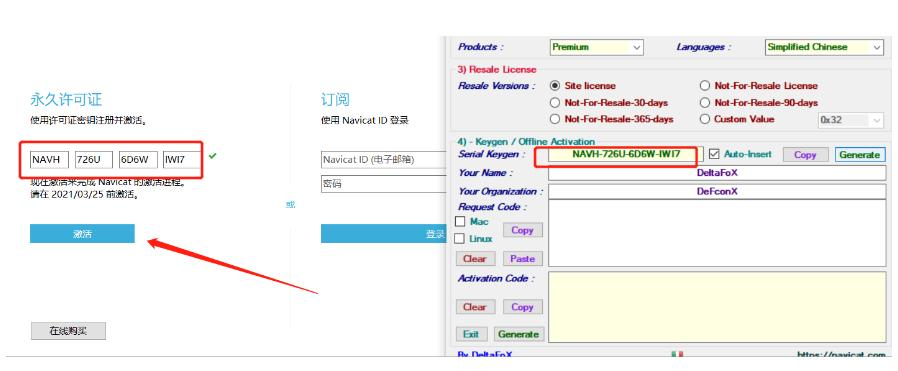 永久许可证
使用许可证密钥注册并激活。
NAVH 726U 6D6W IWI7
现在激活来完成 Navicat 的激活进程。
请在 2021/03/25 前激活。
激活
在线购买
或
订阅
使用 Navicat ID 登录
Navicat ID (电子邮箱)
密码
登录
Products : Premium Languages : Simplified Chinese
3) Resale License
Resale Versions : Site license Not-For-Resale License
Not-For-Resale-30-days Not-For-Resale-90-days
Not-For-Resale-365-days Custom Value 0x32
4) - Keygen / Offline Activation
Serial Keygen : NAVH-726U-6D6W-IWI7 Auto-Insert Copy Generate
Your Name : DeltaFoX
Your Organization : DeFconX
Request Code :
Mac
Copy
Linux
Clear Paste
Activation Code :
Clear Copy
Exit Generate
By DeltaFoX https://navicat.com